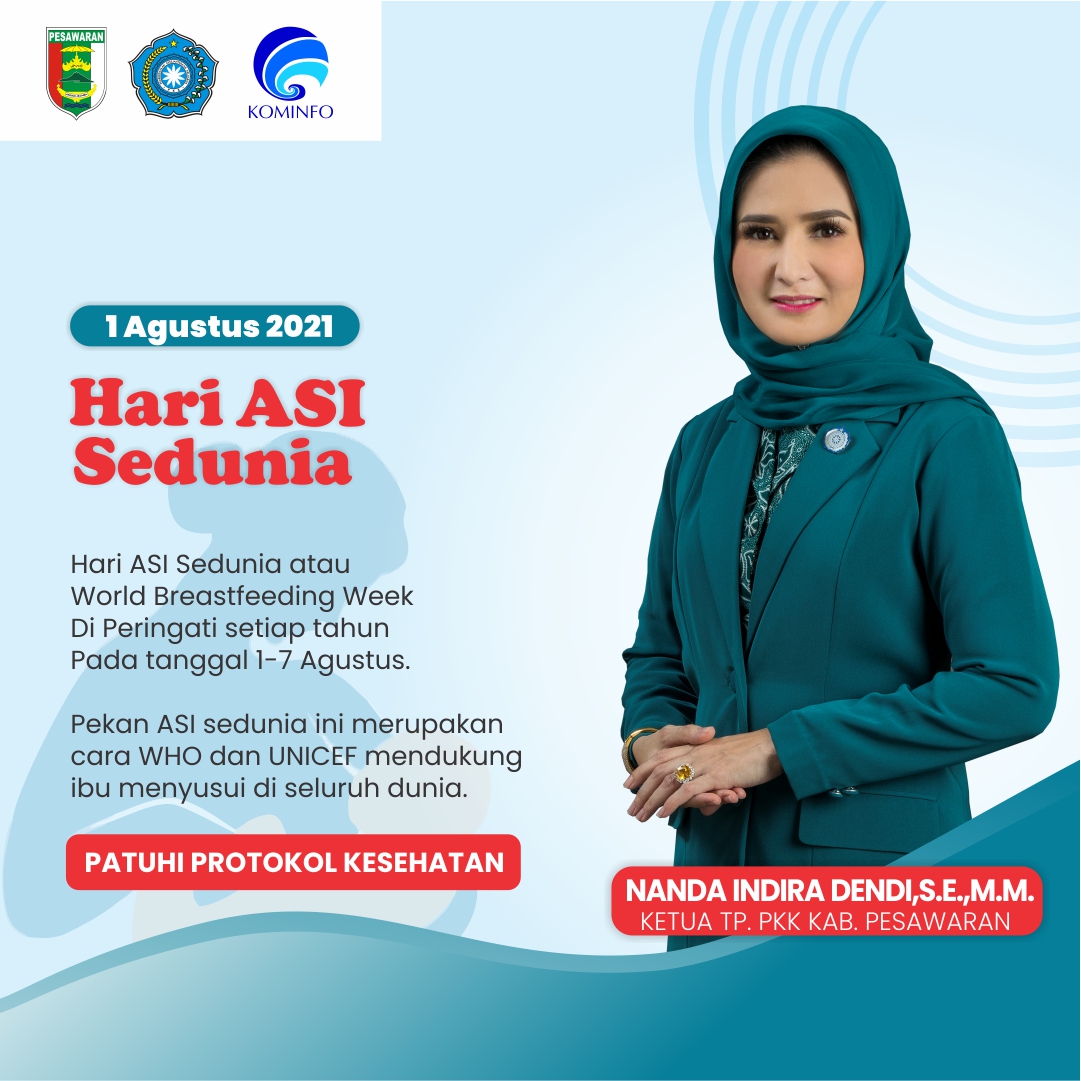 PESAWARAN
KOMINFO
1 Agustus 2021
Hari ASI
Sedunia
Hari ASI Sedunia atau
World Breastfeeding Week
Di Peringati setiap tahun
Pada tanggal 1-7 Agustus.
Pekan ASI sedunia ini merupakan
cara WHO dan UNICEF mendukung
ibu menyusui di seluruh dunia.
PATUHI PROTOKOL KESEHATAN
NANDA INDIRA DENDI,S.E.,M.M.
KETUA TP. PKK KAB. PESAWARAN